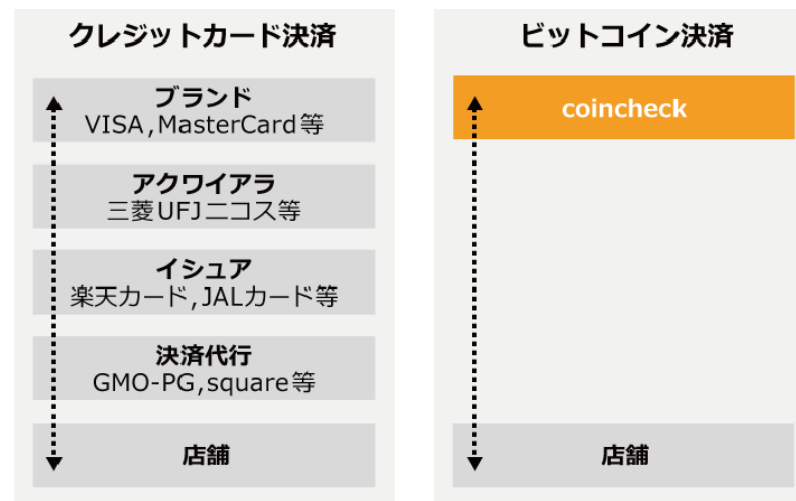 クレジットカード決済
ブランド
VISA,MasterCard等
アクワイアラ
三菱UFJニコス等
イシュア
楽天カード,JALカード等
決済代行
GMO-PG,square等
店舗
ビットコイン決済
coincheck
店舗